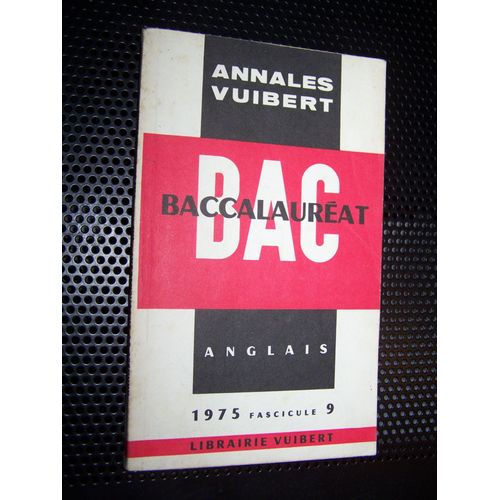 ANNALES
VUIBERT
BAC
BACCALAURÉAT
ANGLAIS
1975 FASCICULE 9
LIBRAIRIE VUIBERT